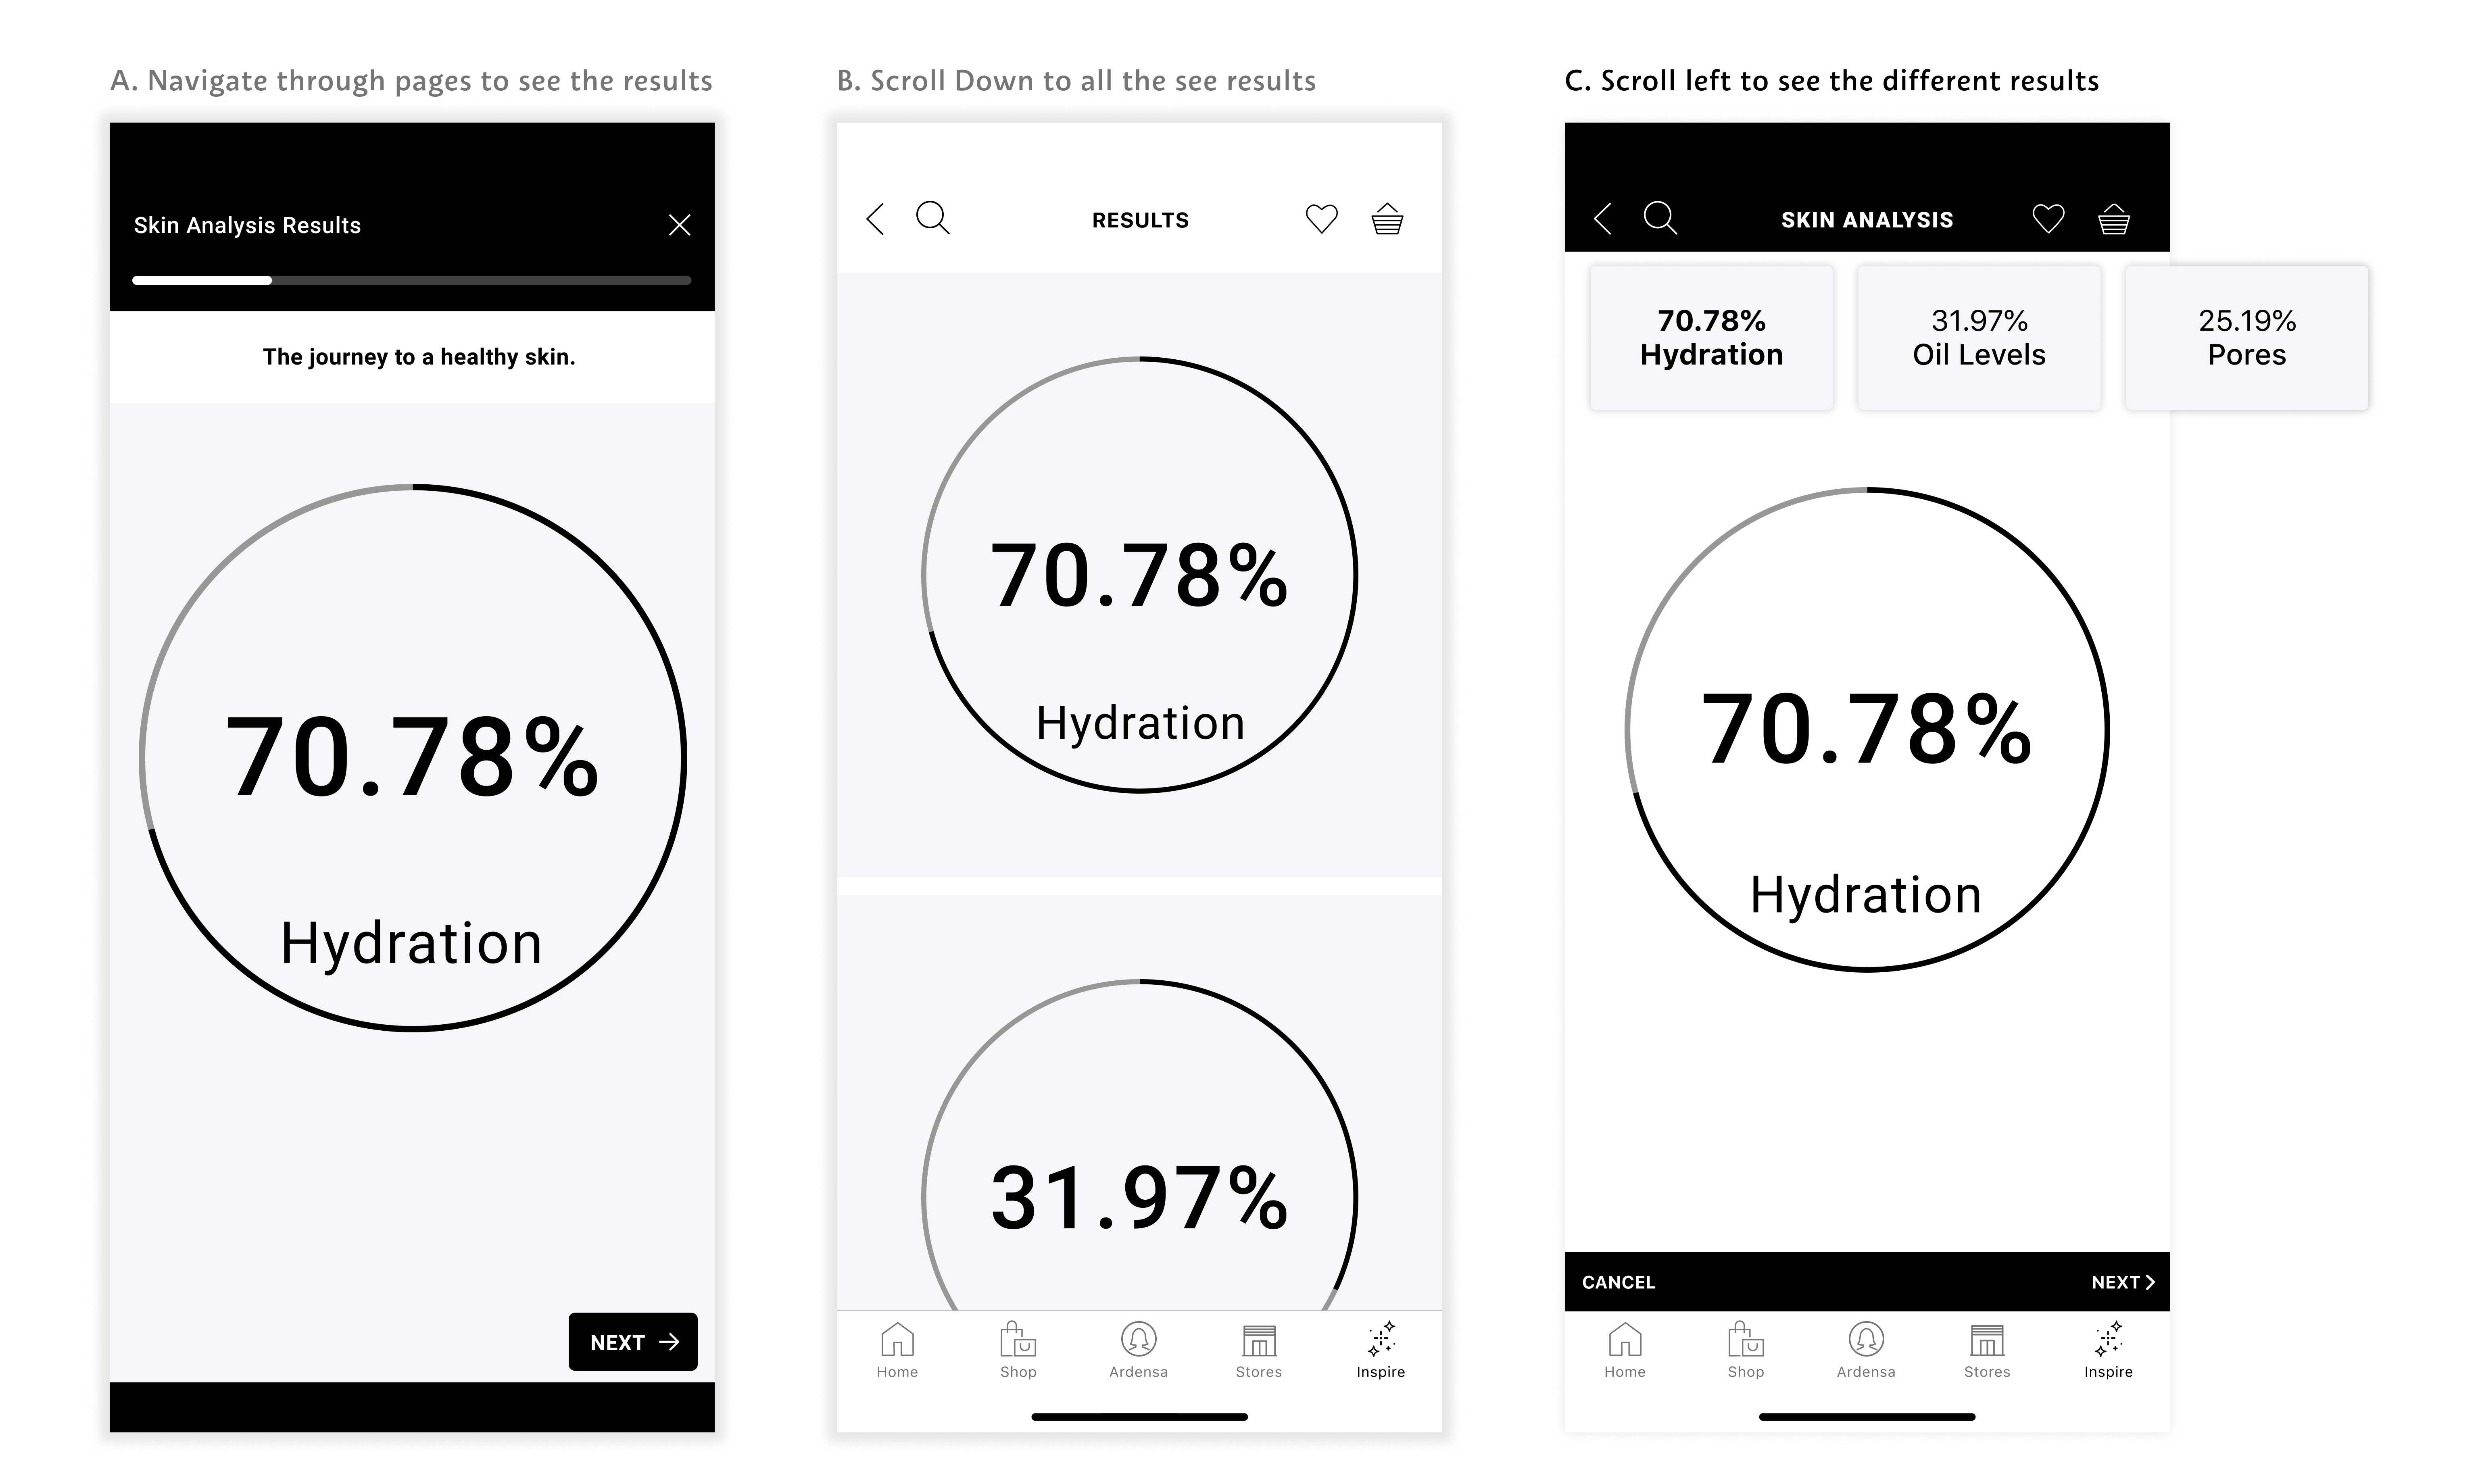 A. Navigate through pages to see the results
Skin Analysis Results
The journey to a healthy skin.
70.78%
Hydration
NEXT
B. Scroll Down to all the see results
RESULTS
70.78%
Hydration
31.97%
Home
Shop
Ardensa
Stores
Inspire
C. Scroll left to see the different results
SKIN ANALYSIS
70.78%
Hydration
31.97%
Oil Levels
25.19%
Pores
70.78%
Hydration
CANCEL
NEXT
Home
Shop
Ardensa
Stores
Inspire